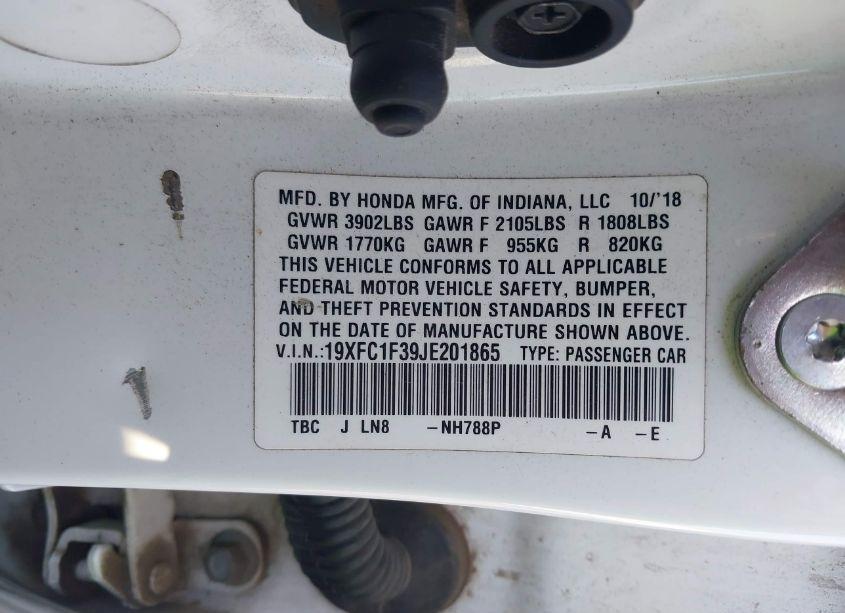 MFD. BY HONDA MFG. OF INDIANA, LLC 10/'18
GVWR 3902LBS GAWR F 2105LBS R 1808LBS
GVWR 1770KG GAWR F 955KG R 820KG
THIS VEHICLE CONFORMS TO ALL APPLICABLE
FEDERAL MOTOR VEHICLE SAFETY, BUMPER,
AND THEFT PREVENTION STANDARDS IN EFFECT
ON THE DATE OF MANUFACTURE SHOWN ABOVE.
V.I.N.:19XFC1F39JE201865 TYPE: PASSENGER CAR
TBC J LN8 -NH788P -A -E